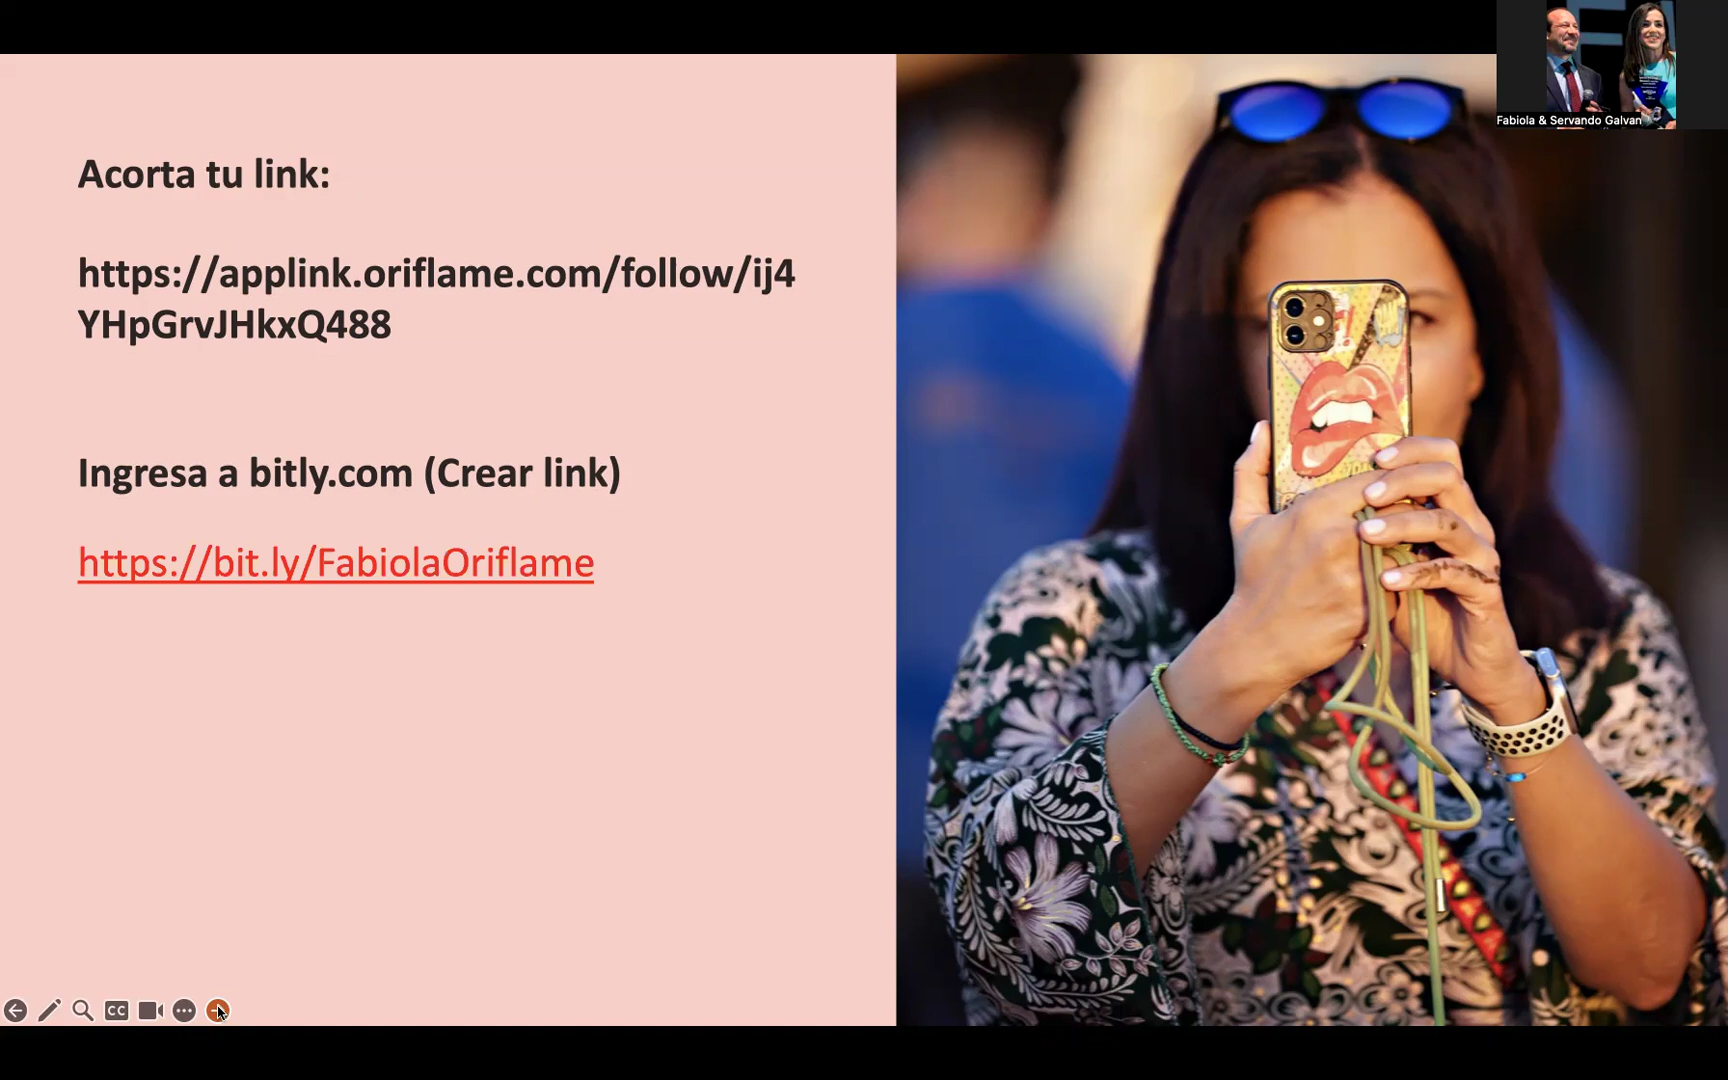 Acorta tu link:
https://applink.oriflame.com/follow/ij4
YHpGrvJHkxQ488
Ingresa a bitly.com (Crear link)
https://bit.ly/FabiolaOriflame
Fabiola & Servando Galvan
CC